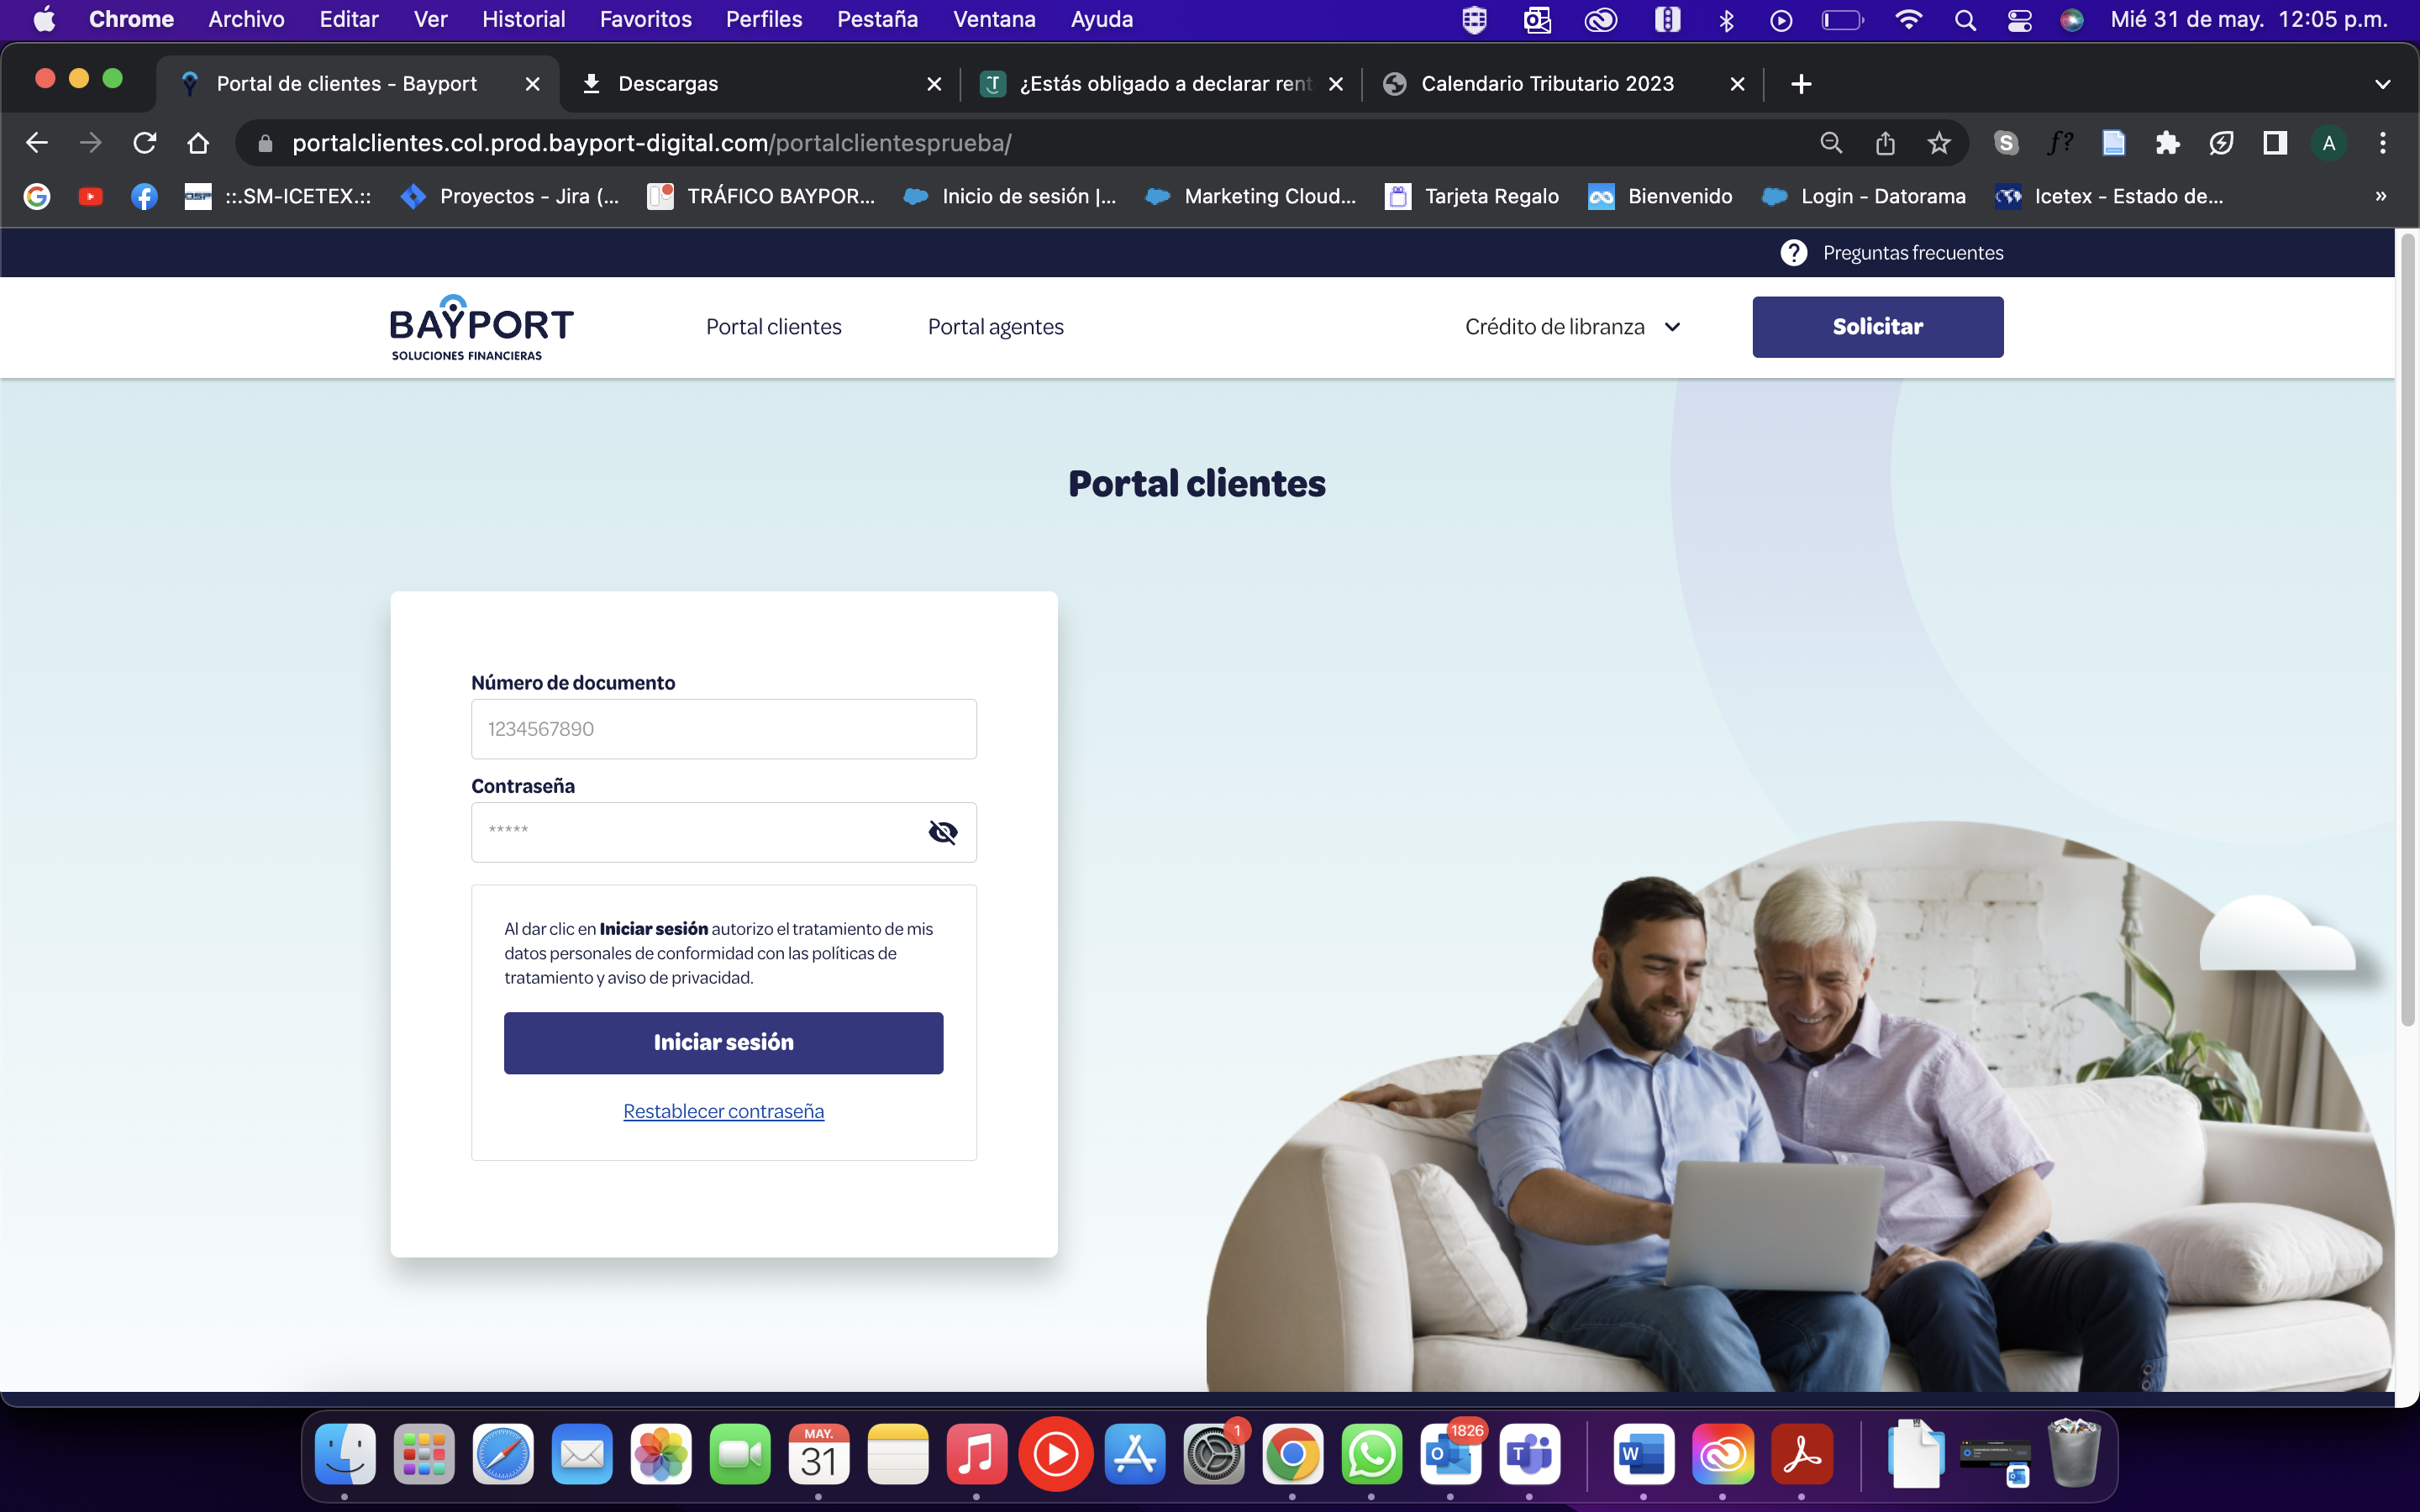 Chrome Archivo Editar Ver Historial Favoritos Perfiles Pestaña Ventana Ayuda Mié 31 de may. 12:05 p.m.
Portal de clientes - Bayport Descargas ¿Estás obligado a declarar rent Calendario Tributario 2023
portalclientes.col.prod.bayport-digital.com/portalclientesprueba/ S f? A
::.SM-ICETEX.:: Proyectos - Jira (... TRÁFICO BAYPOR... Inicio de sesión |... Marketing Cloud... Tarjeta Regalo Bienvenido Login - Datorama Icetex - Estado de... »
? Preguntas frecuentes
BAYPORT
SOLUCIONES FINANCIERAS
Portal clientes Portal agentes Crédito de libranza Solicitar
Portal clientes
Número de documento
1234567890
Contraseña
*****
Al dar clic en Iniciar sesión autorizo el tratamiento de mis
datos personales de conformidad con las políticas de
tratamiento y aviso de privacidad.
Iniciar sesión
Restablecer contraseña
MAY.
31
1
1826
O
T
W